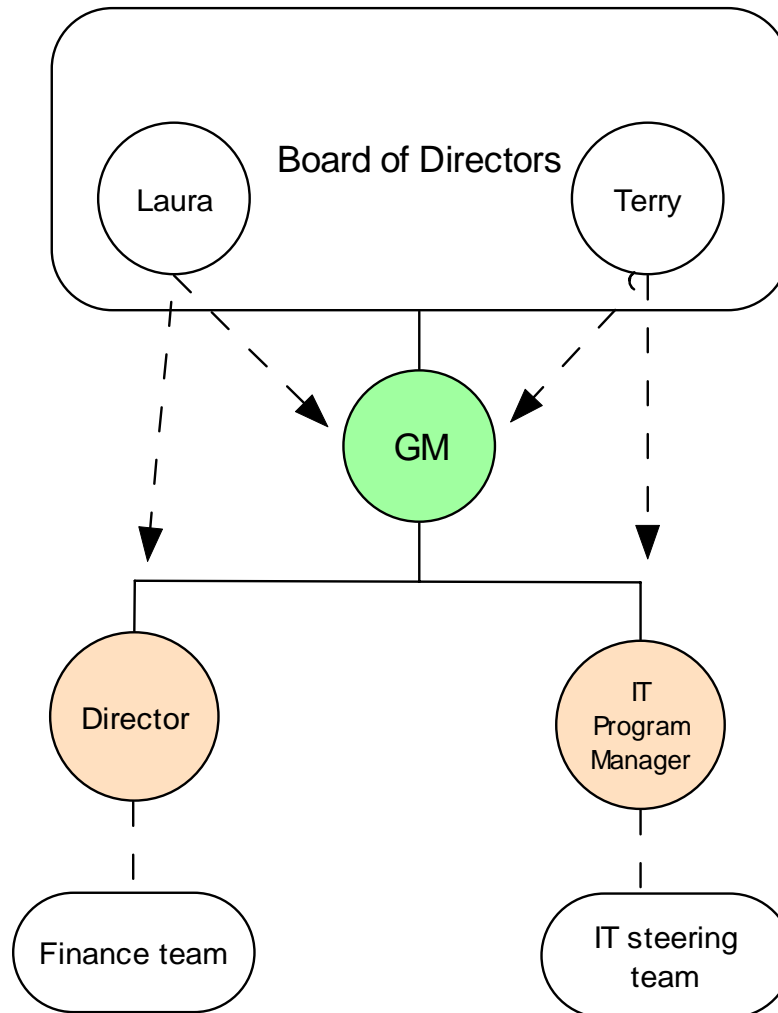 Board of Directors
Laura
Terry
GM
Director
IT
Program
Manager
Finance team
IT steering
team